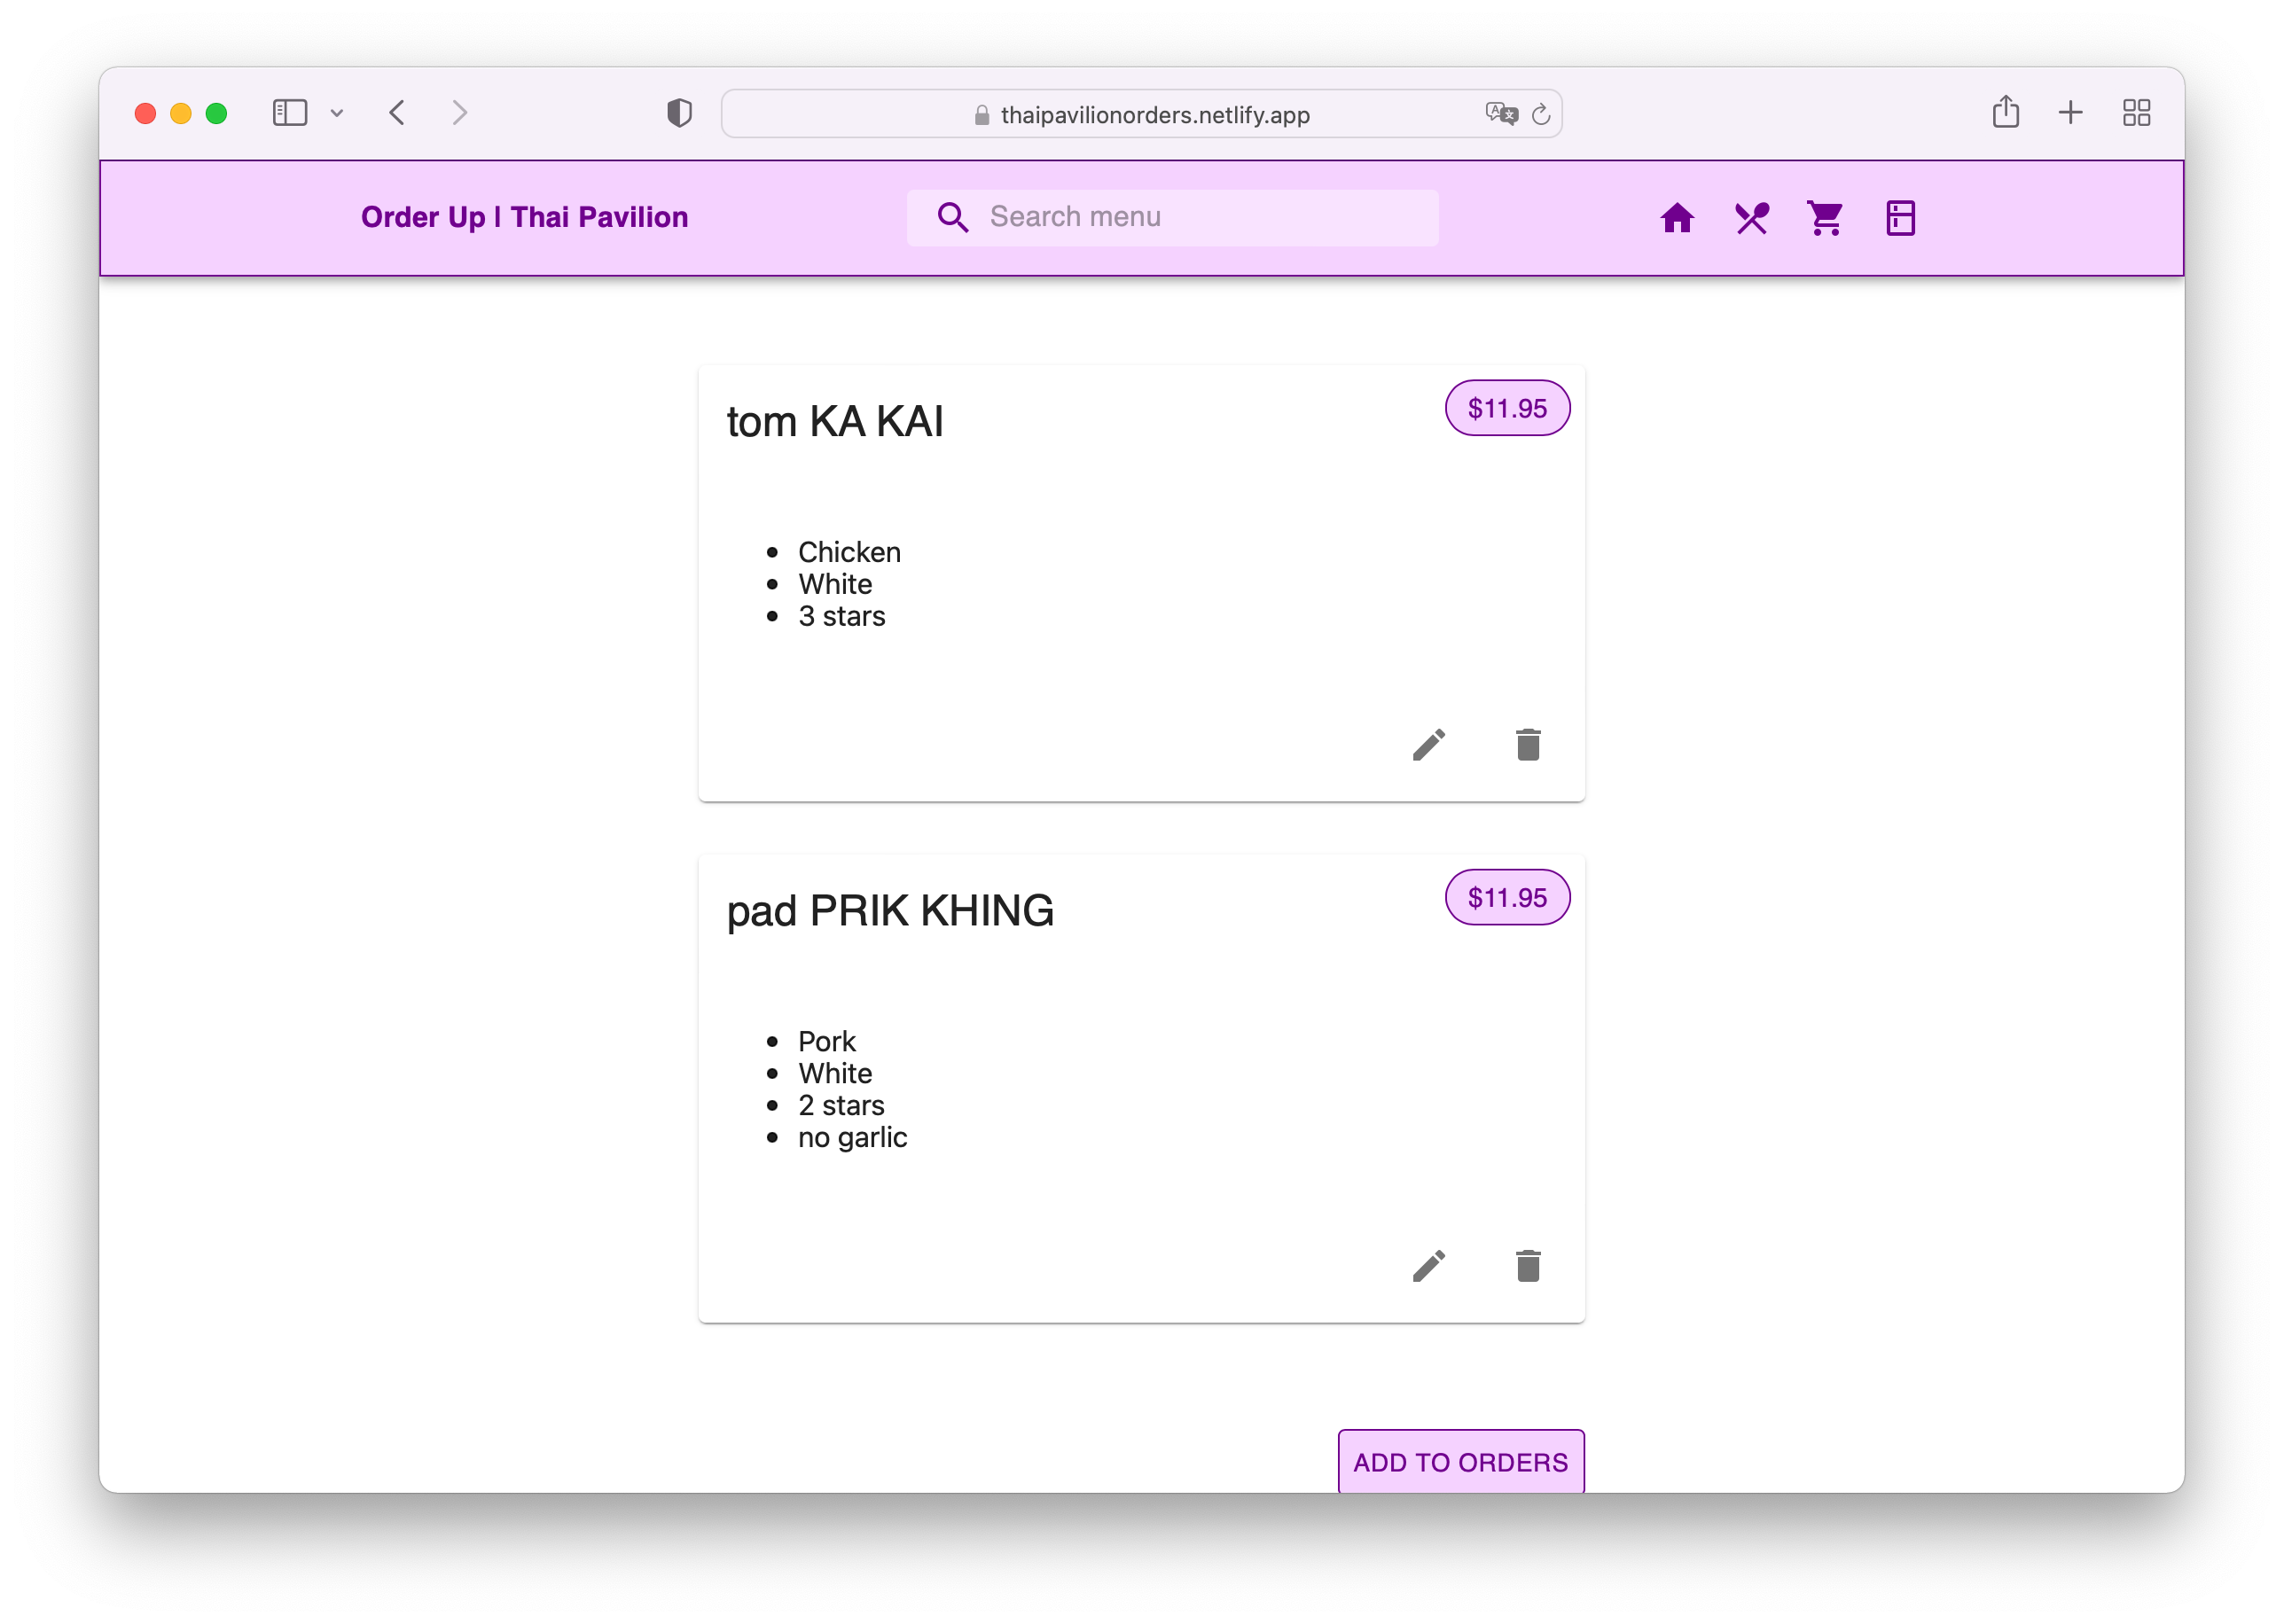 thaipavilionorders.netlify.app
Order Up | Thai Pavilion
Search menu
tom KA KAI
$11.95
Chicken
White
3 stars
pad PRIK KHING
$11.95
Pork
White
2 stars
no garlic
ADD TO ORDERS